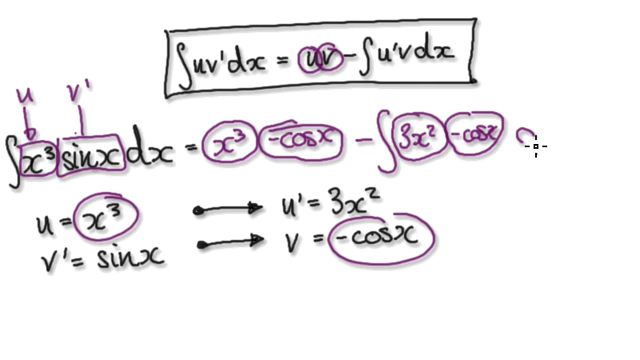 ∫uv'dx = uv - ∫u'vdx
u v'
∫x³ sinx dx = x³ -cosx - ∫3x² -cosx
u = x³ → u' = 3x²
v' = sinx → v = -cosx